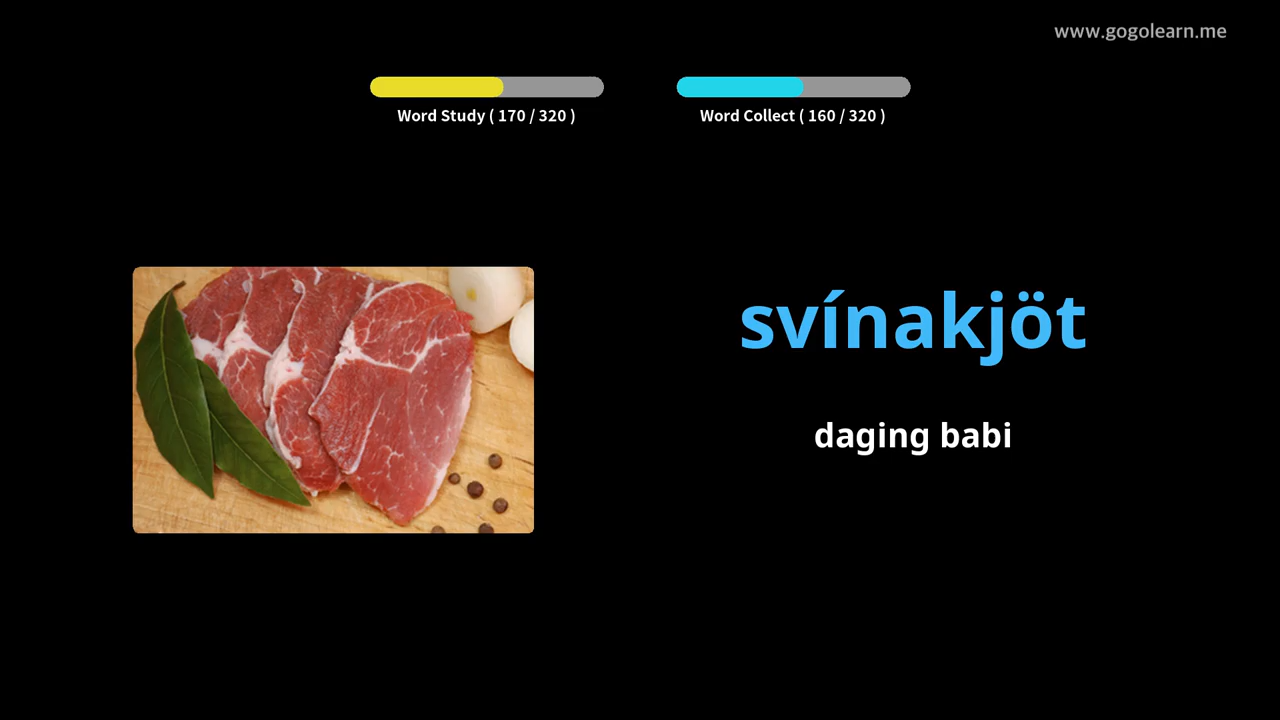 www.gogolearn.me
Word Study ( 170 / 320 )
Word Collect ( 160 / 320 )
svínakjöt
daging babi